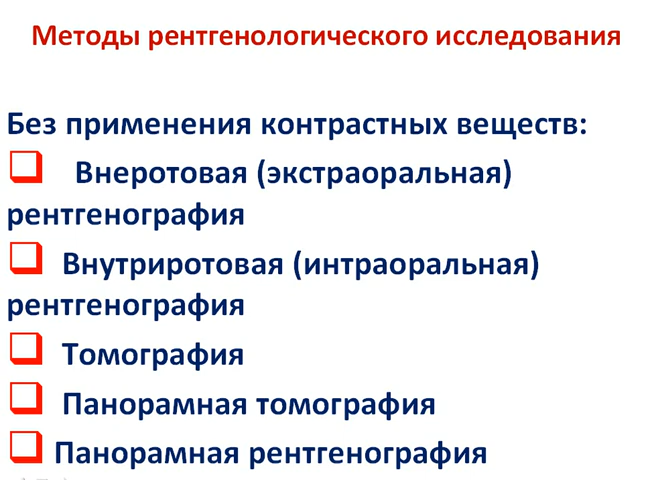 Методы рентгенологического исследования
Без применения контрастных веществ:
Внеротовая (экстраоральная)
рентгенография
Внутриротовая (интраоральная)
рентгенография
Томография
Панорамная томография
Панорамная рентгенография